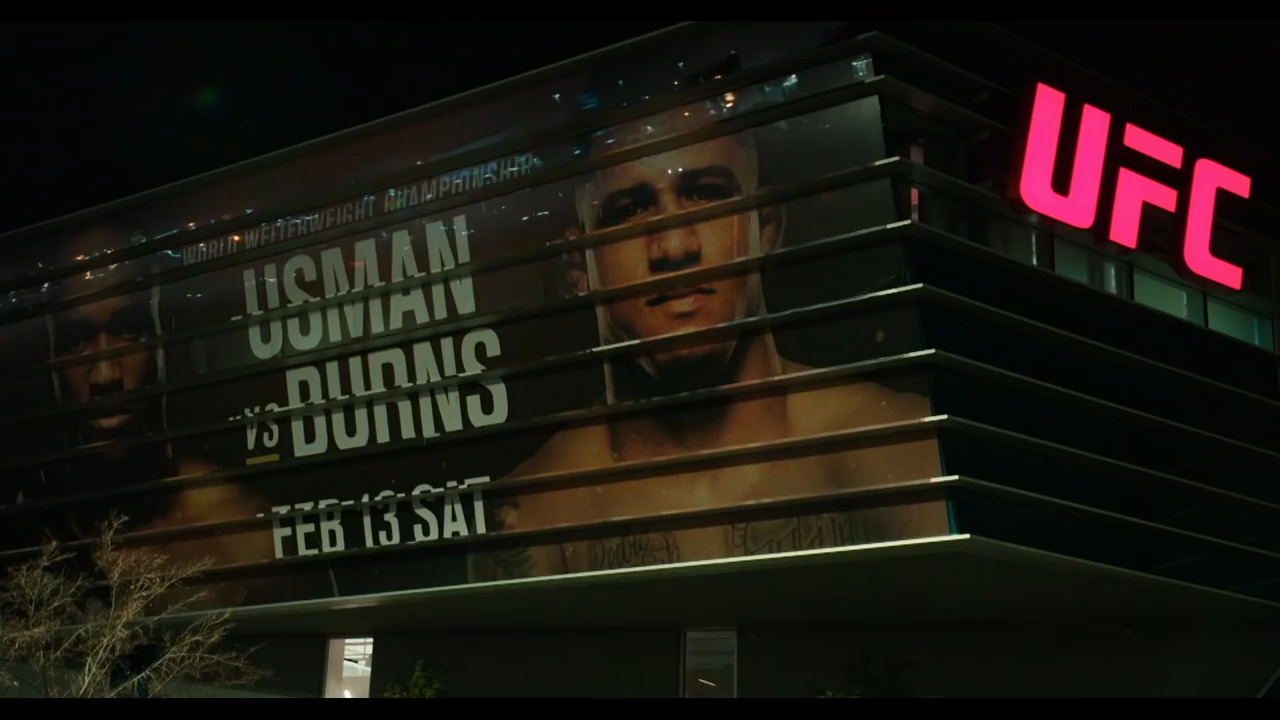 WORLD WELTERWEIGHT CHAMPIONSHIP
USMAN
VS BURNS
FEB 13 SAT
UFC